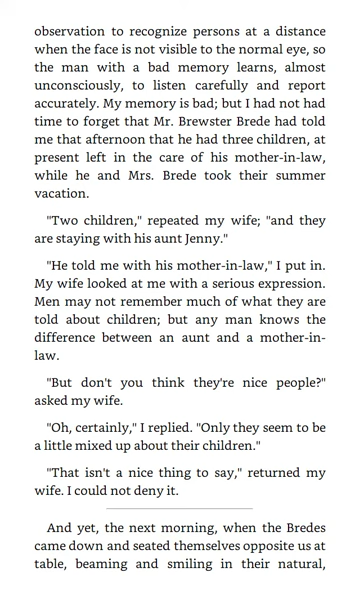 observation to recognize persons at a distance
when the face is not visible to the normal eye, so
the man with a bad memory learns, almost
unconsciously, to listen carefully and report
accurately. My memory is bad; but I had not had
time to forget that Mr. Brewster Brede had told
me that afternoon that he had three children, at
present left in the care of his mother-in-law,
while he and Mrs. Brede took their summer
vacation.
"Two children," repeated my wife; "and they
are staying with his aunt Jenny."
"He told me with his mother-in-law," I put in.
My wife looked at me with a serious expression.
Men may not remember much of what they are
told about children; but any man knows the
difference between an aunt and a mother-in-
law.
"But don't you think they're nice people?"
asked my wife.
"Oh, certainly," I replied. "Only they seem to be
a little mixed up about their children."
"That isn't a nice thing to say," returned my
wife. I could not deny it.
And yet, the next morning, when the Bredes
came down and seated themselves opposite us at
table, beaming and smiling in their natural,